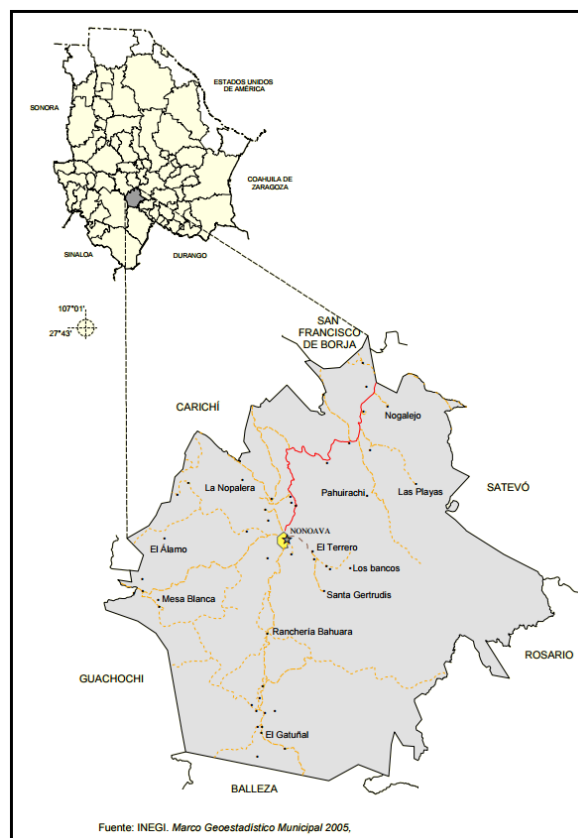 ESTADOS UNIDOS
DE AMÉRICA
SONORA
COAHUILA
DE ZARAGOZA
SINALOA
DURANGO
107°01'
27°43'
SAN
FRANCISCO
DE BORJA
CARICHÍ
Nogalejo
La Nopalera
Pahuirachi
Las Playas
SATEVÓ
NONOAVA
El Álamo
El Terrero
Los bancos
Mesa Blanca
Santa Gertrudis
Ranchería Bahuara
ROSARIO
GUACHOCHI
El Gatuñal
BALLEZA
Fuente: INEGI. Marco Geoestadístico Municipal 2005,